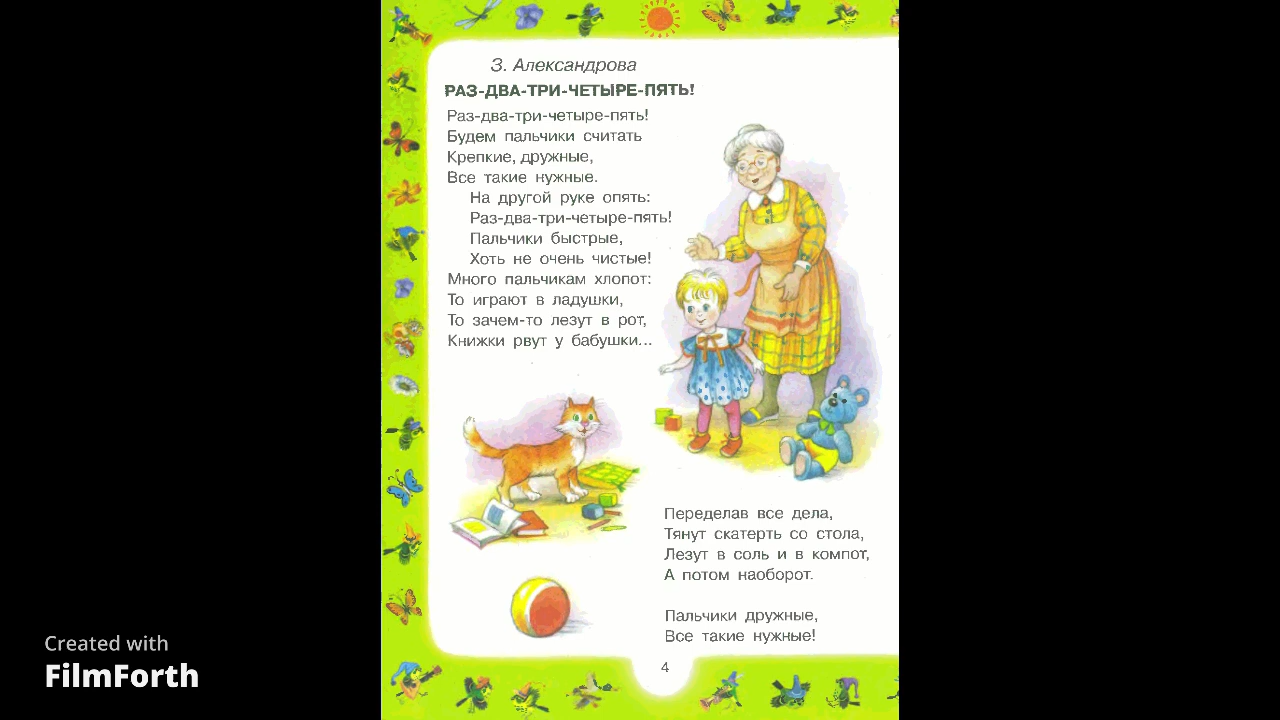 З. Александрова
РАЗ-ДВА-ТРИ-ЧЕТЫРЕ-ПЯТЬ!
Раз-два-три-четыре-пять!
Будем пальчики считать
Крепкие, дружные,
Все такие нужные.
На другой руке опять:
Раз-два-три-четыре-пять!
Пальчики быстрые,
Хоть не очень чистые!
Много пальчикам хлопот:
То играют в ладушки,
То зачем-то лезут в рот,
Книжки рвут у бабушки...
Переделав все дела,
Тянут скатерть со стола,
Лезут в соль и в компот,
А потом наоборот.
Пальчики дружные,
Все такие нужные!
4
Created with
FilmForth